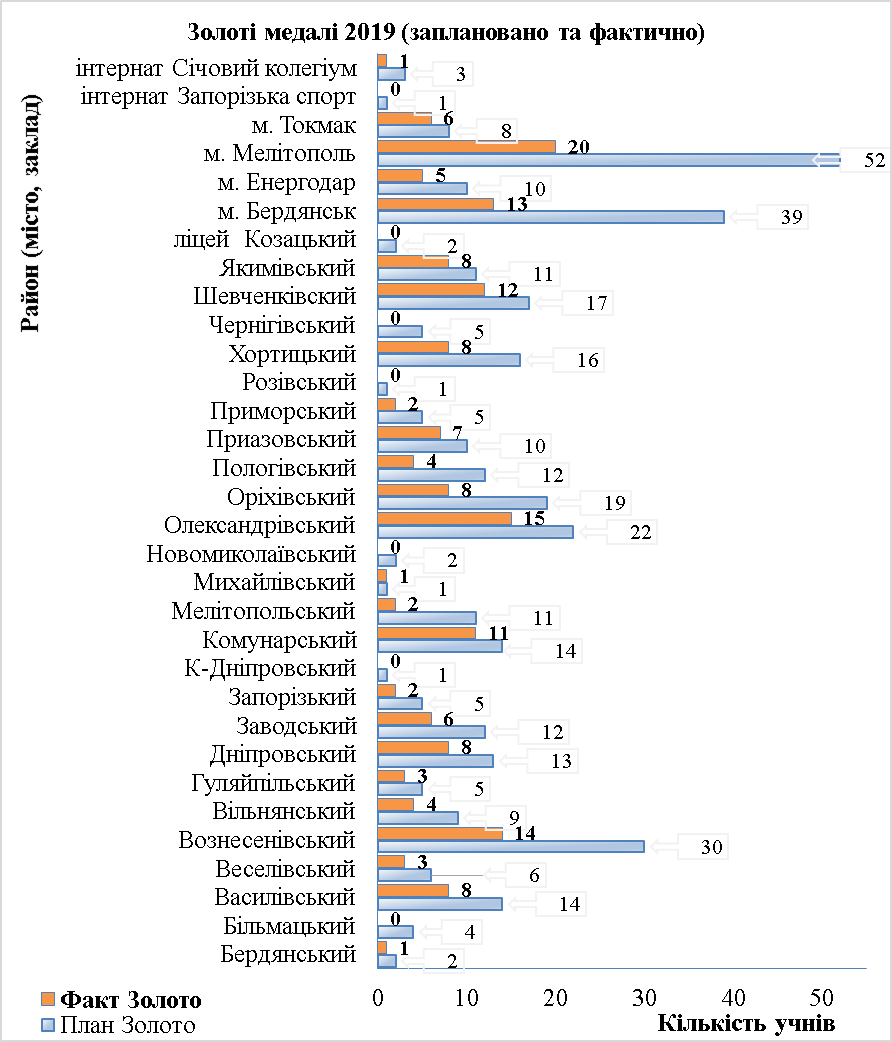 Золоті медалі 2019 (заплановано та фактично)
Район (місто, заклад)
інтернат Січовий колегіум 1 3
інтернат Запорізька спорт 0 1
м. Токмак 6 8
м. Мелітополь 20 52
м. Енергодар 5 10
м. Бердянськ 13 39
ліцей Козацький 0 2
Якимівський 8 11
Шевченківский 12 17
Чернігівський 0 5
Хортицький 8 16
Розівський 0 1
Приморський 2 5
Приазовський 7 10
Пологівський 4 12
Оріхівський 8 19
Олександрівський 15 22
Новомиколаївський 0 2
Михайлівський 1 1
Мелітопольський 2 11
Комунарський 11 14
К-Дніпровський 0 1
Запорізький 2 5
Заводський 6 12
Дніпровський 8 13
Гуляйпільський 3 5
Вільнянський 4 9
Вознесенівський 14 30
Веселівський 3 6
Василівський 8 14
Більмацький 0 4
Бердянський 1 2
0 10 20 30 40 50
Кількість учнів
Факт Золото
План Золото